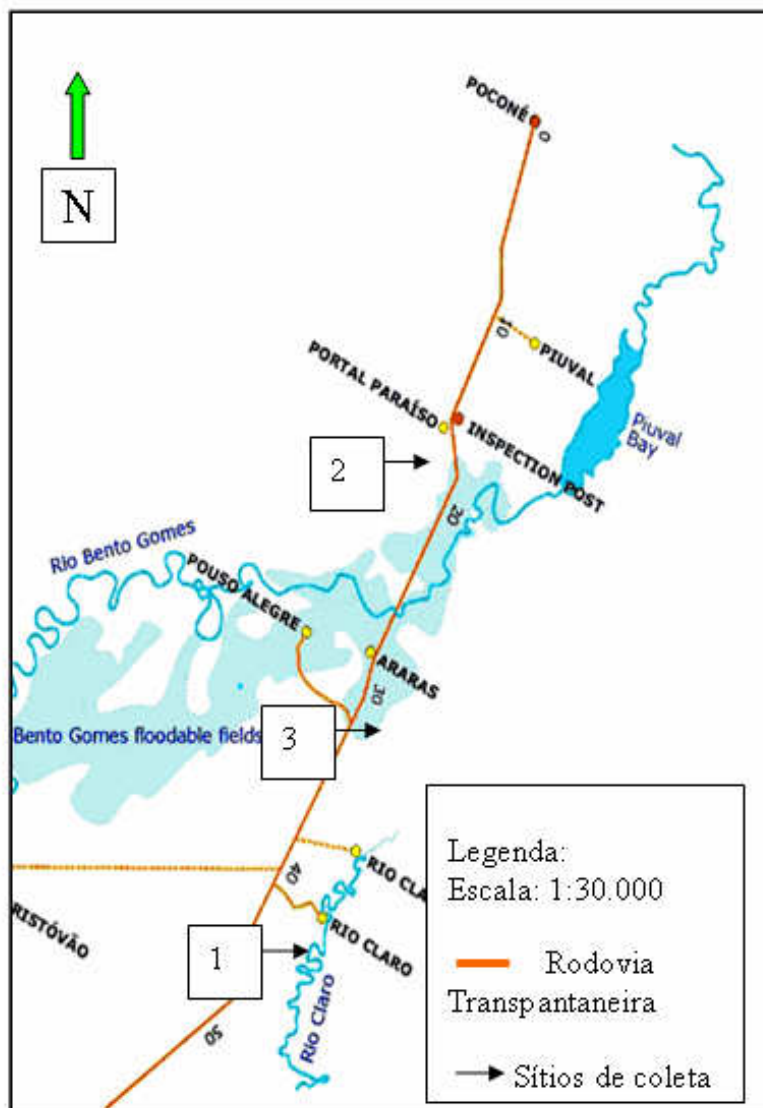 POCONÉ
0
N
10
PIUVAL
PORTAL PARAÍSO
INSPECTION POST
Piuval
Bay
2
20
Rio Bento Gomes
POUSO ALEGRE
ARARAS
30
Bento Gomes floodable fields
3
RIO CLA
40
RISTÓVÃO
RIO CLARO
1
Rio Claro
50
Legenda:
Escala: 1:30.000
Rodovia
Transpantaneira
Sítios de coleta